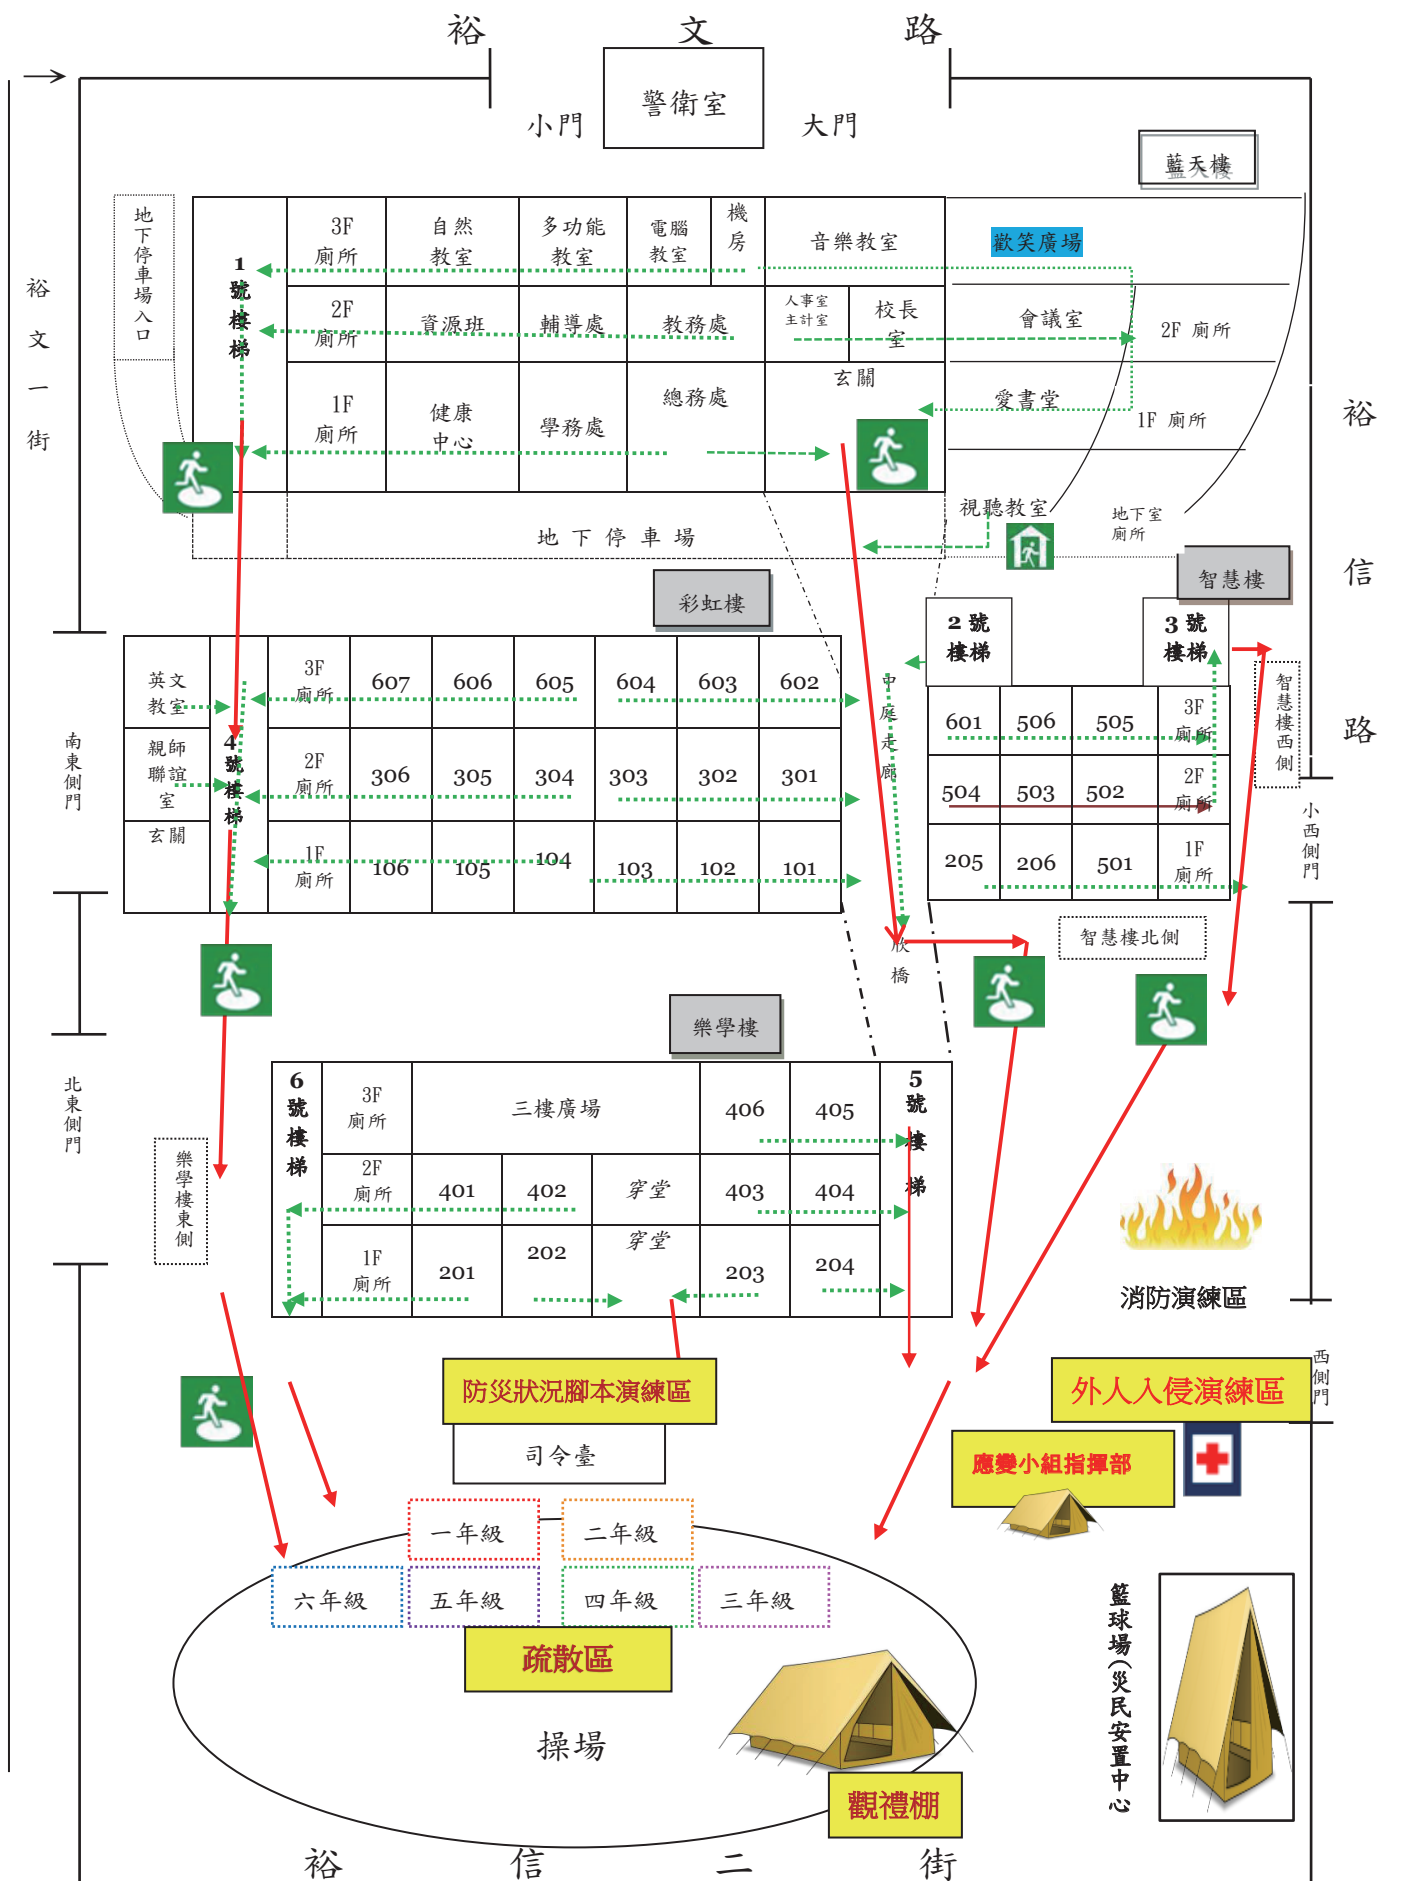 裕文路
警衛室
小門
大門
藍天樓
裕文一街
地下停車場入口
1號樓梯
3F
廁所
自然
教室
多功能
教室
電腦
教室
機房
音樂教室
歡笑廣場
2F
廁所
資源班
輔導處
教務處
人事室
主計室
校長
室
會議室
2F 廁所
1F
廁所
健康
中心
學務處
總務處
玄關
愛書堂
1F 廁所
視聽教室
地下室
廁所
地下停車場
裕信路
彩虹樓
智慧樓
2 號
樓梯
3 號
樓梯
英文
教室
3F
廁所
607
606
605
604
603
602
4號樓梯
親師
聯誼
室
2F
廁所
306
305
304
303
302
301
玄關
1F
廁所
106
105
104
103
102
101
中庭走廊
欣橋
601
506
505
3F
廁所
504
503
502
2F
廁所
205
206
501
1F
廁所
智慧樓西側
小西側門
智慧樓北側
南東側門
北東側門
樂學樓
6號樓梯
3F
廁所
三樓廣場
406
405
5號樓梯
2F
廁所
401
402
穿堂
403
404
1F
廁所
201
202
穿堂
203
204
樂學樓東側
消防演練區
西側門
防災狀況腳本演練區
外人入侵演練區
司令臺
應變小組指揮部
一年級
二年級
六年級
五年級
四年級
三年級
疏散區
操場
觀禮棚
籃球場(災民安置中心
裕信二街